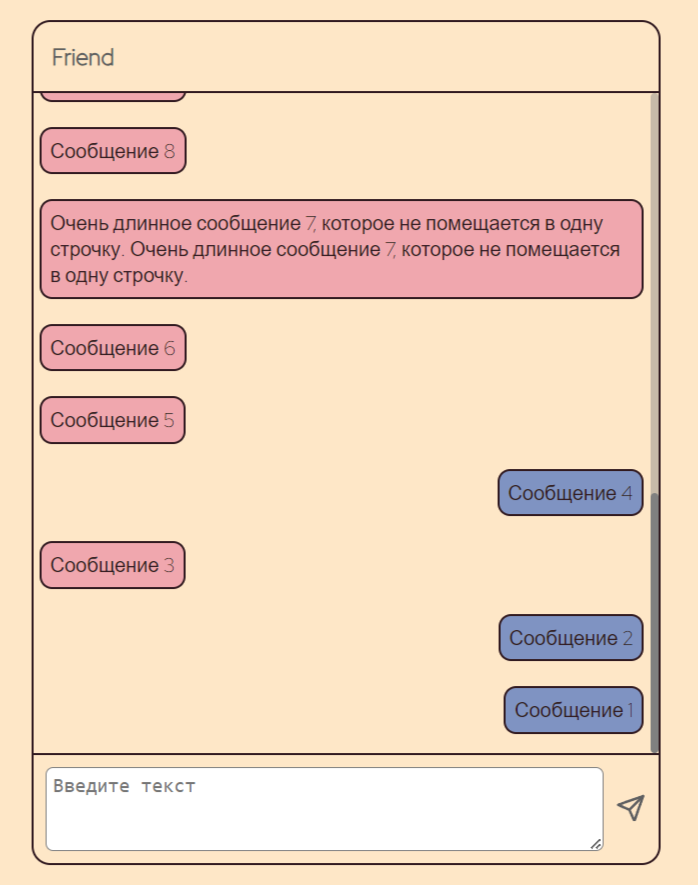 Friend
Сообщение 8
Очень длинное сообщение 7, которое не помещается в одну
строчку. Очень длинное сообщение 7, которое не помещается
в одну строчку.
Сообщение 6
Сообщение 5
Сообщение 4
Сообщение 3
Сообщение 2
Сообщение 1
Введите текст